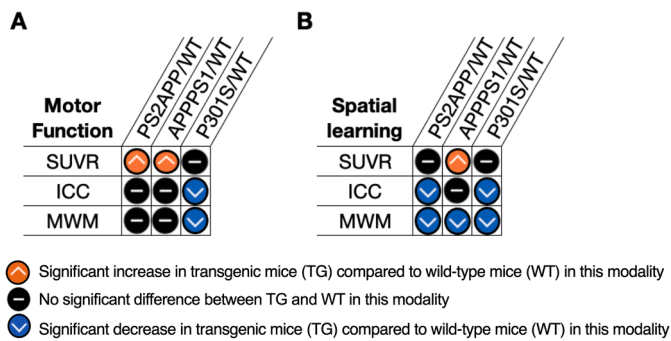 A
Motor
Function
PS2APP/WT
APPPS1/WT
P301S/WT
SUVR
ICC
MWM
B
Spatial
learning
PS2APP/WT
APPPS1/WT
P301S/WT
SUVR
ICC
MWM
Significant increase in transgenic mice (TG) compared to wild-type mice (WT) in this modality
No significant difference between TG and WT in this modality
Significant decrease in transgenic mice (TG) compared to wild-type mice (WT) in this modality